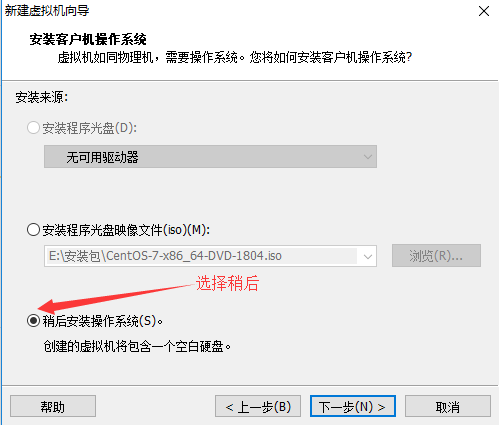 新建虚拟机向导
安装客户机操作系统
虚拟机如同物理机，需要操作系统。您将如何安装客户机操作系统?
安装来源:
安装程序光盘(D):
无可用驱动器
安装程序光盘映像文件(iso)(M):
E:\安装包\CentOS-7-x86_64-DVD-1804.iso
浏览(R)...
选择稍后
稍后安装操作系统(S)。
创建的虚拟机将包含一个空白硬盘。
帮助
< 上一步(B)
下一步(N) >
取消